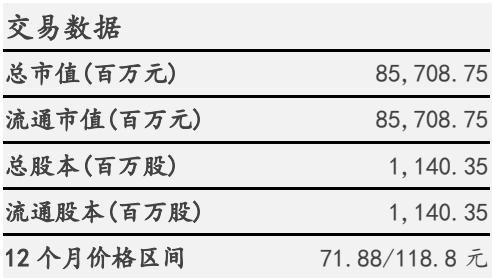 交易数据
总市值(百万元) 85,708.75
流通市值(百万元) 85,708.75
总股本(百万股) 1,140.35
流通股本(百万股) 1,140.35
12个月价格区间 71.88/118.8元